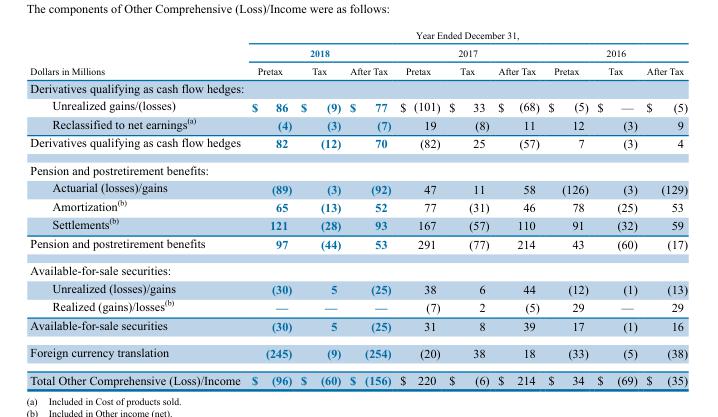 The components of Other Comprehensive (Loss)/Income were as follows:
Year Ended December 31,
2018 2017 2016
Dollars in Millions Pretax Tax After Tax Pretax Tax After Tax Pretax Tax After Tax
Derivatives qualifying as cash flow hedges:
Unrealized gains/(losses) $ 86 $ (9) $ 77 $ (101) $ 33 $ (68) $ (5) $ — $ (5)
Reclassified to net earnings(a) (4) (3) (7) 19 (8) 11 12 (3) 9
Derivatives qualifying as cash flow hedges 82 (12) 70 (82) 25 (57) 7 (3) 4
Pension and postretirement benefits:
Actuarial (losses)/gains (89) (3) (92) 47 11 58 (126) (3) (129)
Amortization(b) 65 (13) 52 77 (31) 46 78 (25) 53
Settlements(b) 121 (28) 93 167 (57) 110 91 (32) 59
Pension and postretirement benefits 97 (44) 53 291 (77) 214 43 (60) (17)
Available-for-sale securities:
Unrealized (losses)/gains (30) 5 (25) 38 6 44 (12) (1) (13)
Realized (gains)/losses(b) — — — (7) 2 (5) 29 — 29
Available-for-sale securities (30) 5 (25) 31 8 39 17 (1) 16
Foreign currency translation (245) (9) (254) (20) 38 18 (33) (5) (38)
Total Other Comprehensive (Loss)/Income $ (96) $ (60) $ (156) $ 220 $ (6) $ 214 $ 34 $ (69) $ (35)
(a) Included in Cost of products sold.
(b) Included in Other income (net).